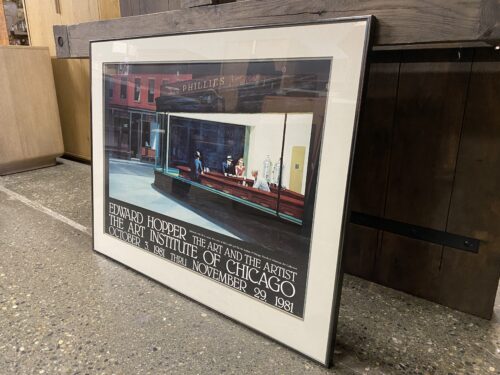 PHILLIES
EDWARD HOPPER THE ART AND THE ARTIST
THE ART INSTITUTE OF CHICAGO
OCTOBER 3, 1981 THRU NOVEMBER 29, 1981